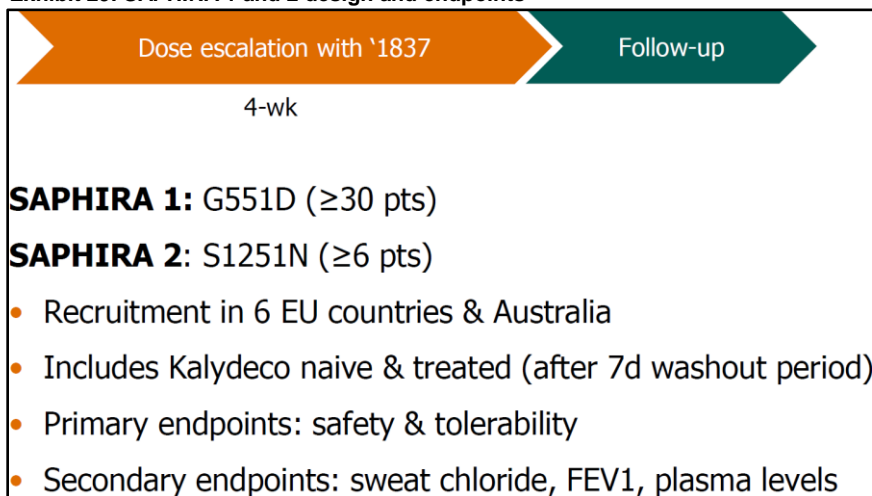 Dose escalation with ‘1837
Follow-up
4-wk
SAPHIRA 1: G551D (≥30 pts)
SAPHIRA 2: S1251N (≥6 pts)
• Recruitment in 6 EU countries & Australia
• Includes Kalydeco naive & treated (after 7d washout period)
• Primary endpoints: safety & tolerability
• Secondary endpoints: sweat chloride, FEV1, plasma levels